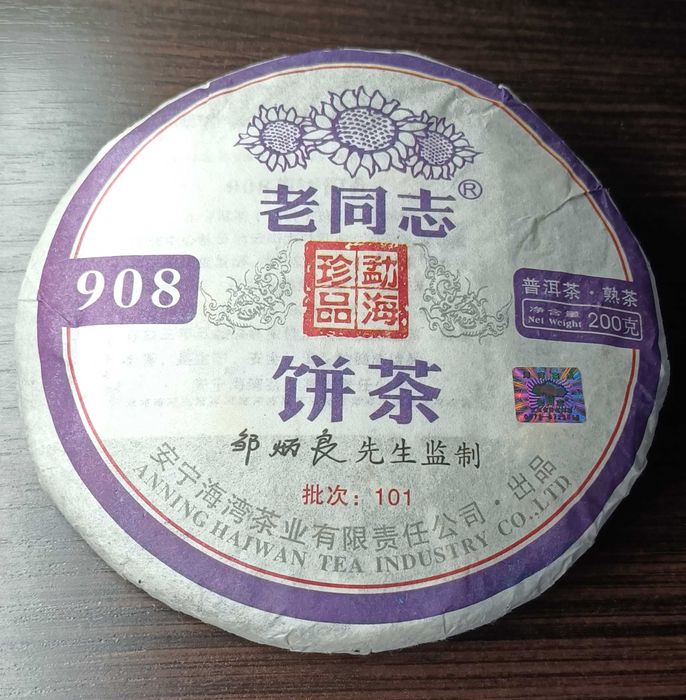 老同志®
908
勐海
珍品
普洱茶·熟茶
净含量
Net Weight 200克
饼茶
邹炳良先生监制
批次：101
安宁海湾茶业有限责任公司·出品
ANNING HAIWAN TEA INDUSTRY CO.,LTD